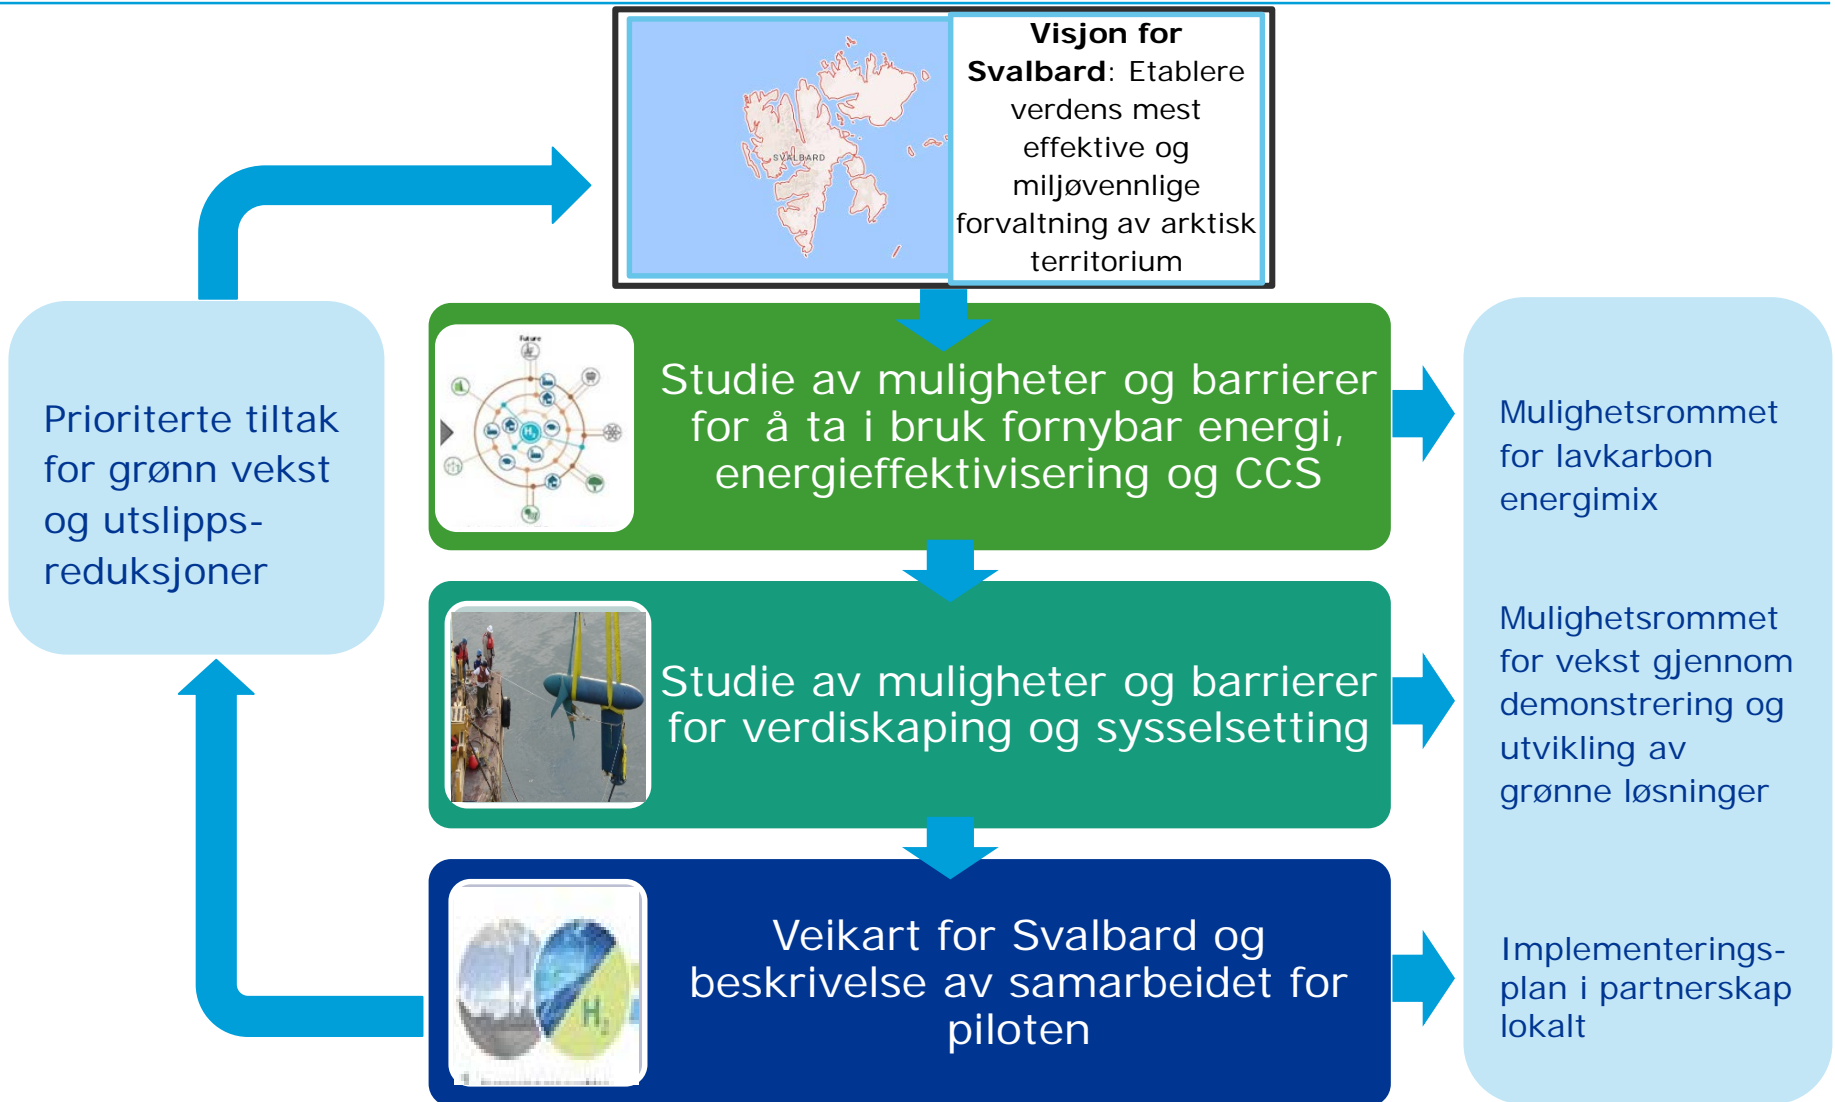 Visjon for
Svalbard: Etablere
verdens mest
effektive og
miljøvennlige
forvaltning av arktisk
territorium
SVALBARD
Prioriterte tiltak
for grønn vekst
og utslipps-
reduksjoner
Future
H₂
Studie av muligheter og barrierer
for å ta i bruk fornybar energi,
energieffektivisering og CCS
Mulighetsrommet
for lavkarbon
energimix
Studie av muligheter og barrierer
for verdiskaping og sysselsetting
Mulighetsrommet
for vekst gjennom
demonstrering og
utvikling av
grønne løsninger
H₂
Veikart for Svalbard og
beskrivelse av samarbeidet for
piloten
Implementerings-
plan i partnerskap
lokalt